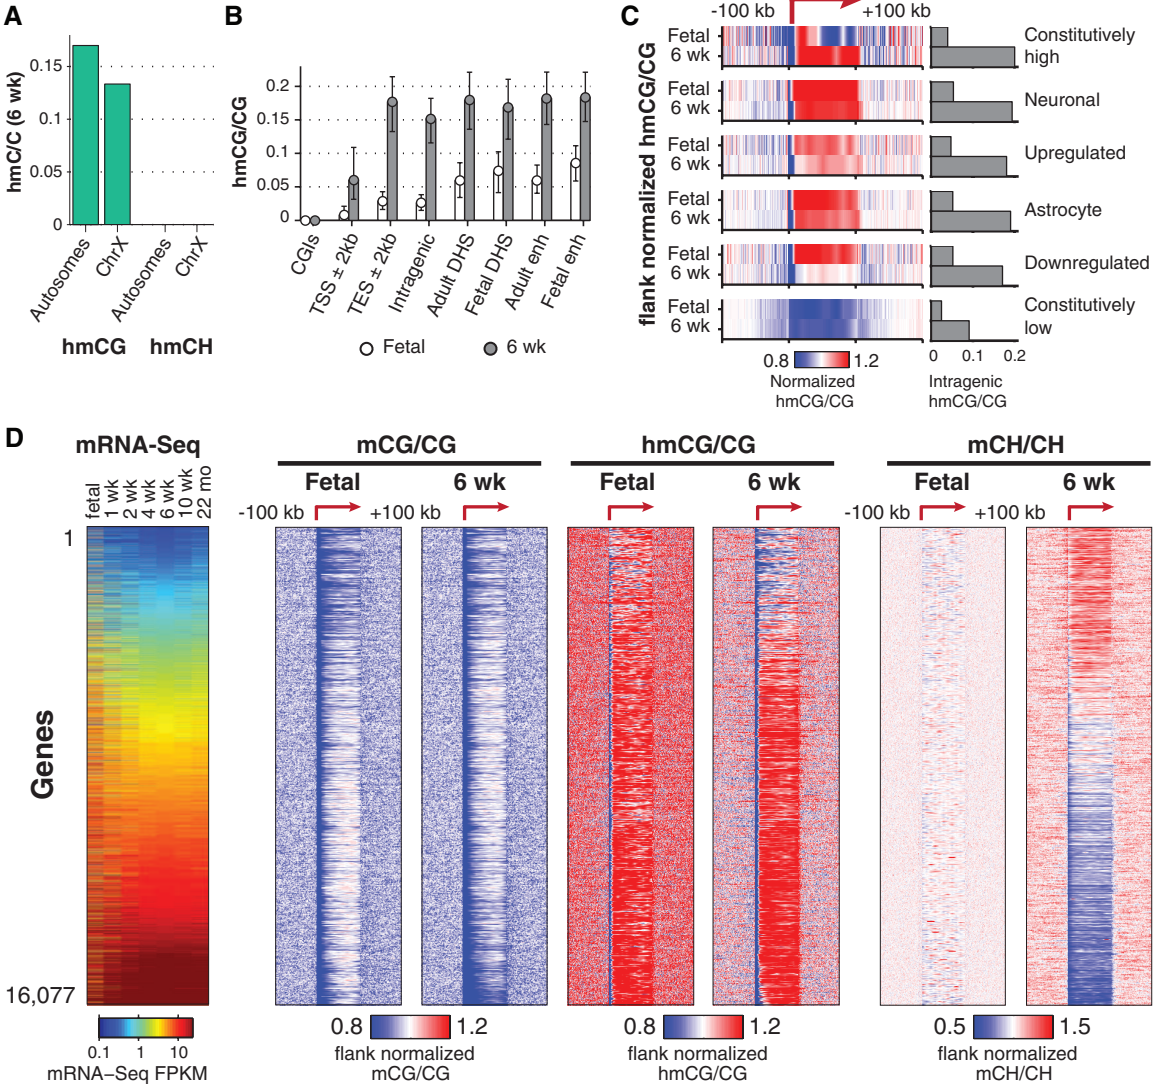 A
hmC/C (6 wk)
0.15
0.1
0.05
0
Autosomes
ChrX
Autosomes
ChrX
hmCG
hmCH
B
hmCG/CG
0.2
0.15
0.1
0.05
0
CGIs
TSS ± 2kb
TES ± 2kb
Intragenic
Adult DHS
Fetal DHS
Adult enh
Fetal enh
Fetal
6 wk
C
-100 kb
+100 kb
flank normalized hmCG/CG
Fetal
6 wk
Constitutively
high
Fetal
6 wk
Neuronal
Fetal
6 wk
Upregulated
Fetal
6 wk
Astrocyte
Fetal
6 wk
Downregulated
Fetal
6 wk
Constitutively
low
0.8
1.2
Normalized
hmCG/CG
0
0.1
0.2
Intragenic
hmCG/CG
D
mRNA-Seq
fetal
1 wk
2 wk
4 wk
6 wk
10 wk
22 mo
1
Genes
16,077
0.1
1
10
mRNA−Seq FPKM
mCG/CG
Fetal
6 wk
-100 kb
+100 kb
0.8
1.2
flank normalized
mCG/CG
hmCG/CG
Fetal
6 wk
0.8
1.2
flank normalized
hmCG/CG
mCH/CH
Fetal
6 wk
-100 kb
+100 kb
0.5
1.5
flank normalized
mCH/CH